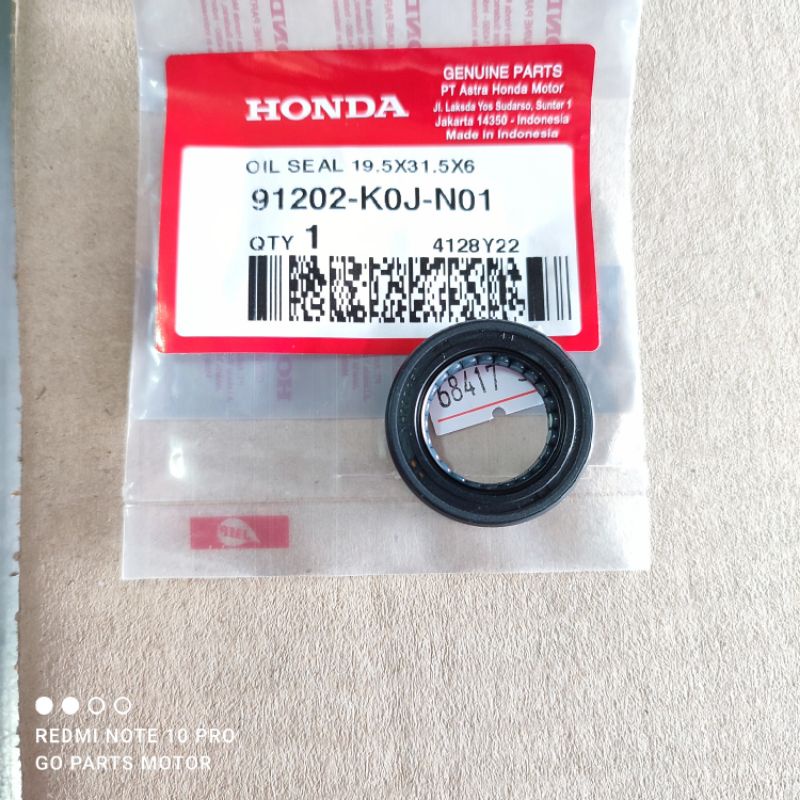 HONDA
GENUINE PARTS
PT Astra Honda Motor
Jl. Laksda Yos Sudarso, Sunter 1
Jakarta 14350 - Indonesia
Made in Indonesia
HONDA
OIL SEAL 19.5X31.5X6
91202-K0J-N01
QTY 1
4128Y22
68417
HONDA
REDMI NOTE 10 PRO
GO PARTS MOTOR